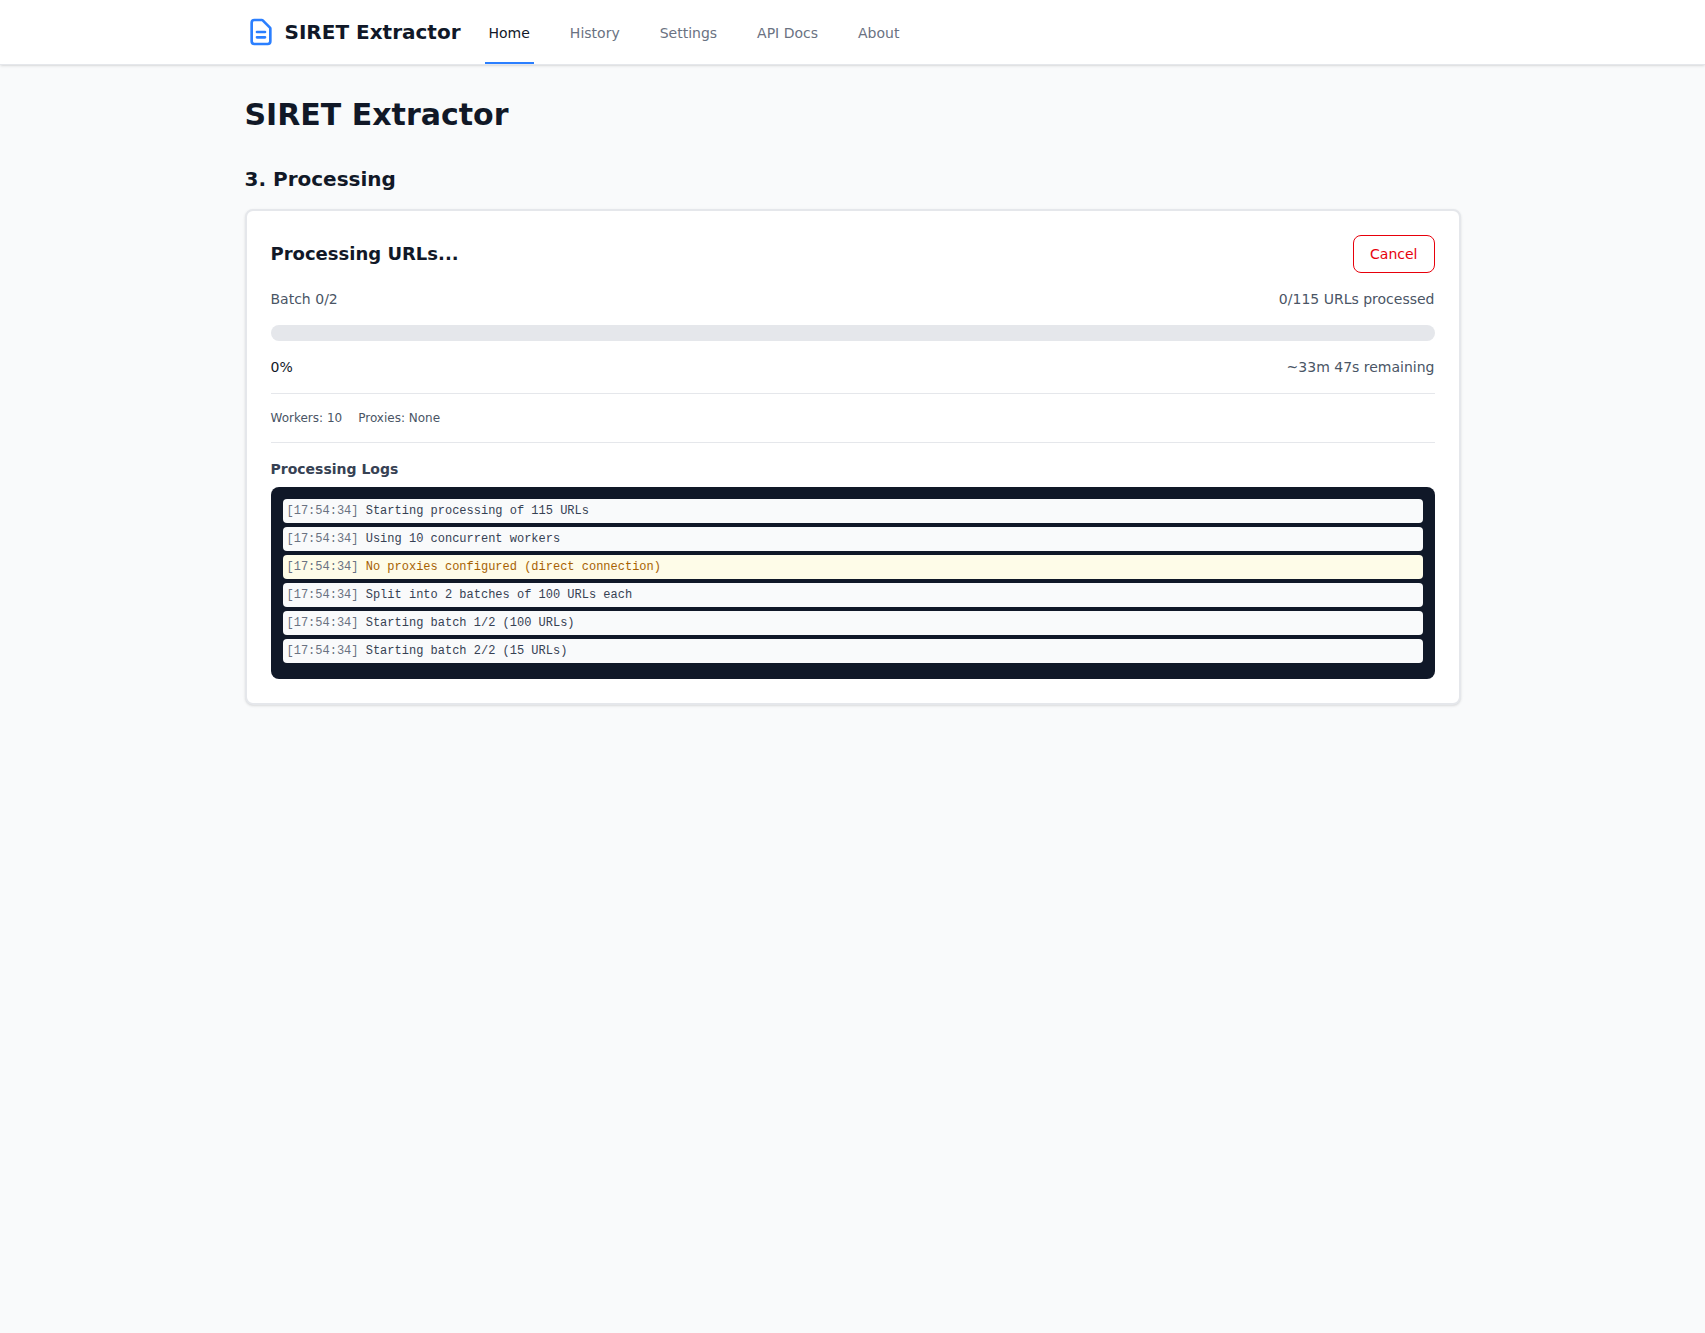 SIRET Extractor Home History Settings API Docs About
SIRET Extractor
3. Processing
Processing URLs... Cancel
Batch 0/2 0/115 URLs processed
0% ~33m 47s remaining
Workers: 10 Proxies: None
Processing Logs
[17:54:34] Starting processing of 115 URLs
[17:54:34] Using 10 concurrent workers
[17:54:34] No proxies configured (direct connection)
[17:54:34] Split into 2 batches of 100 URLs each
[17:54:34] Starting batch 1/2 (100 URLs)
[17:54:34] Starting batch 2/2 (15 URLs)